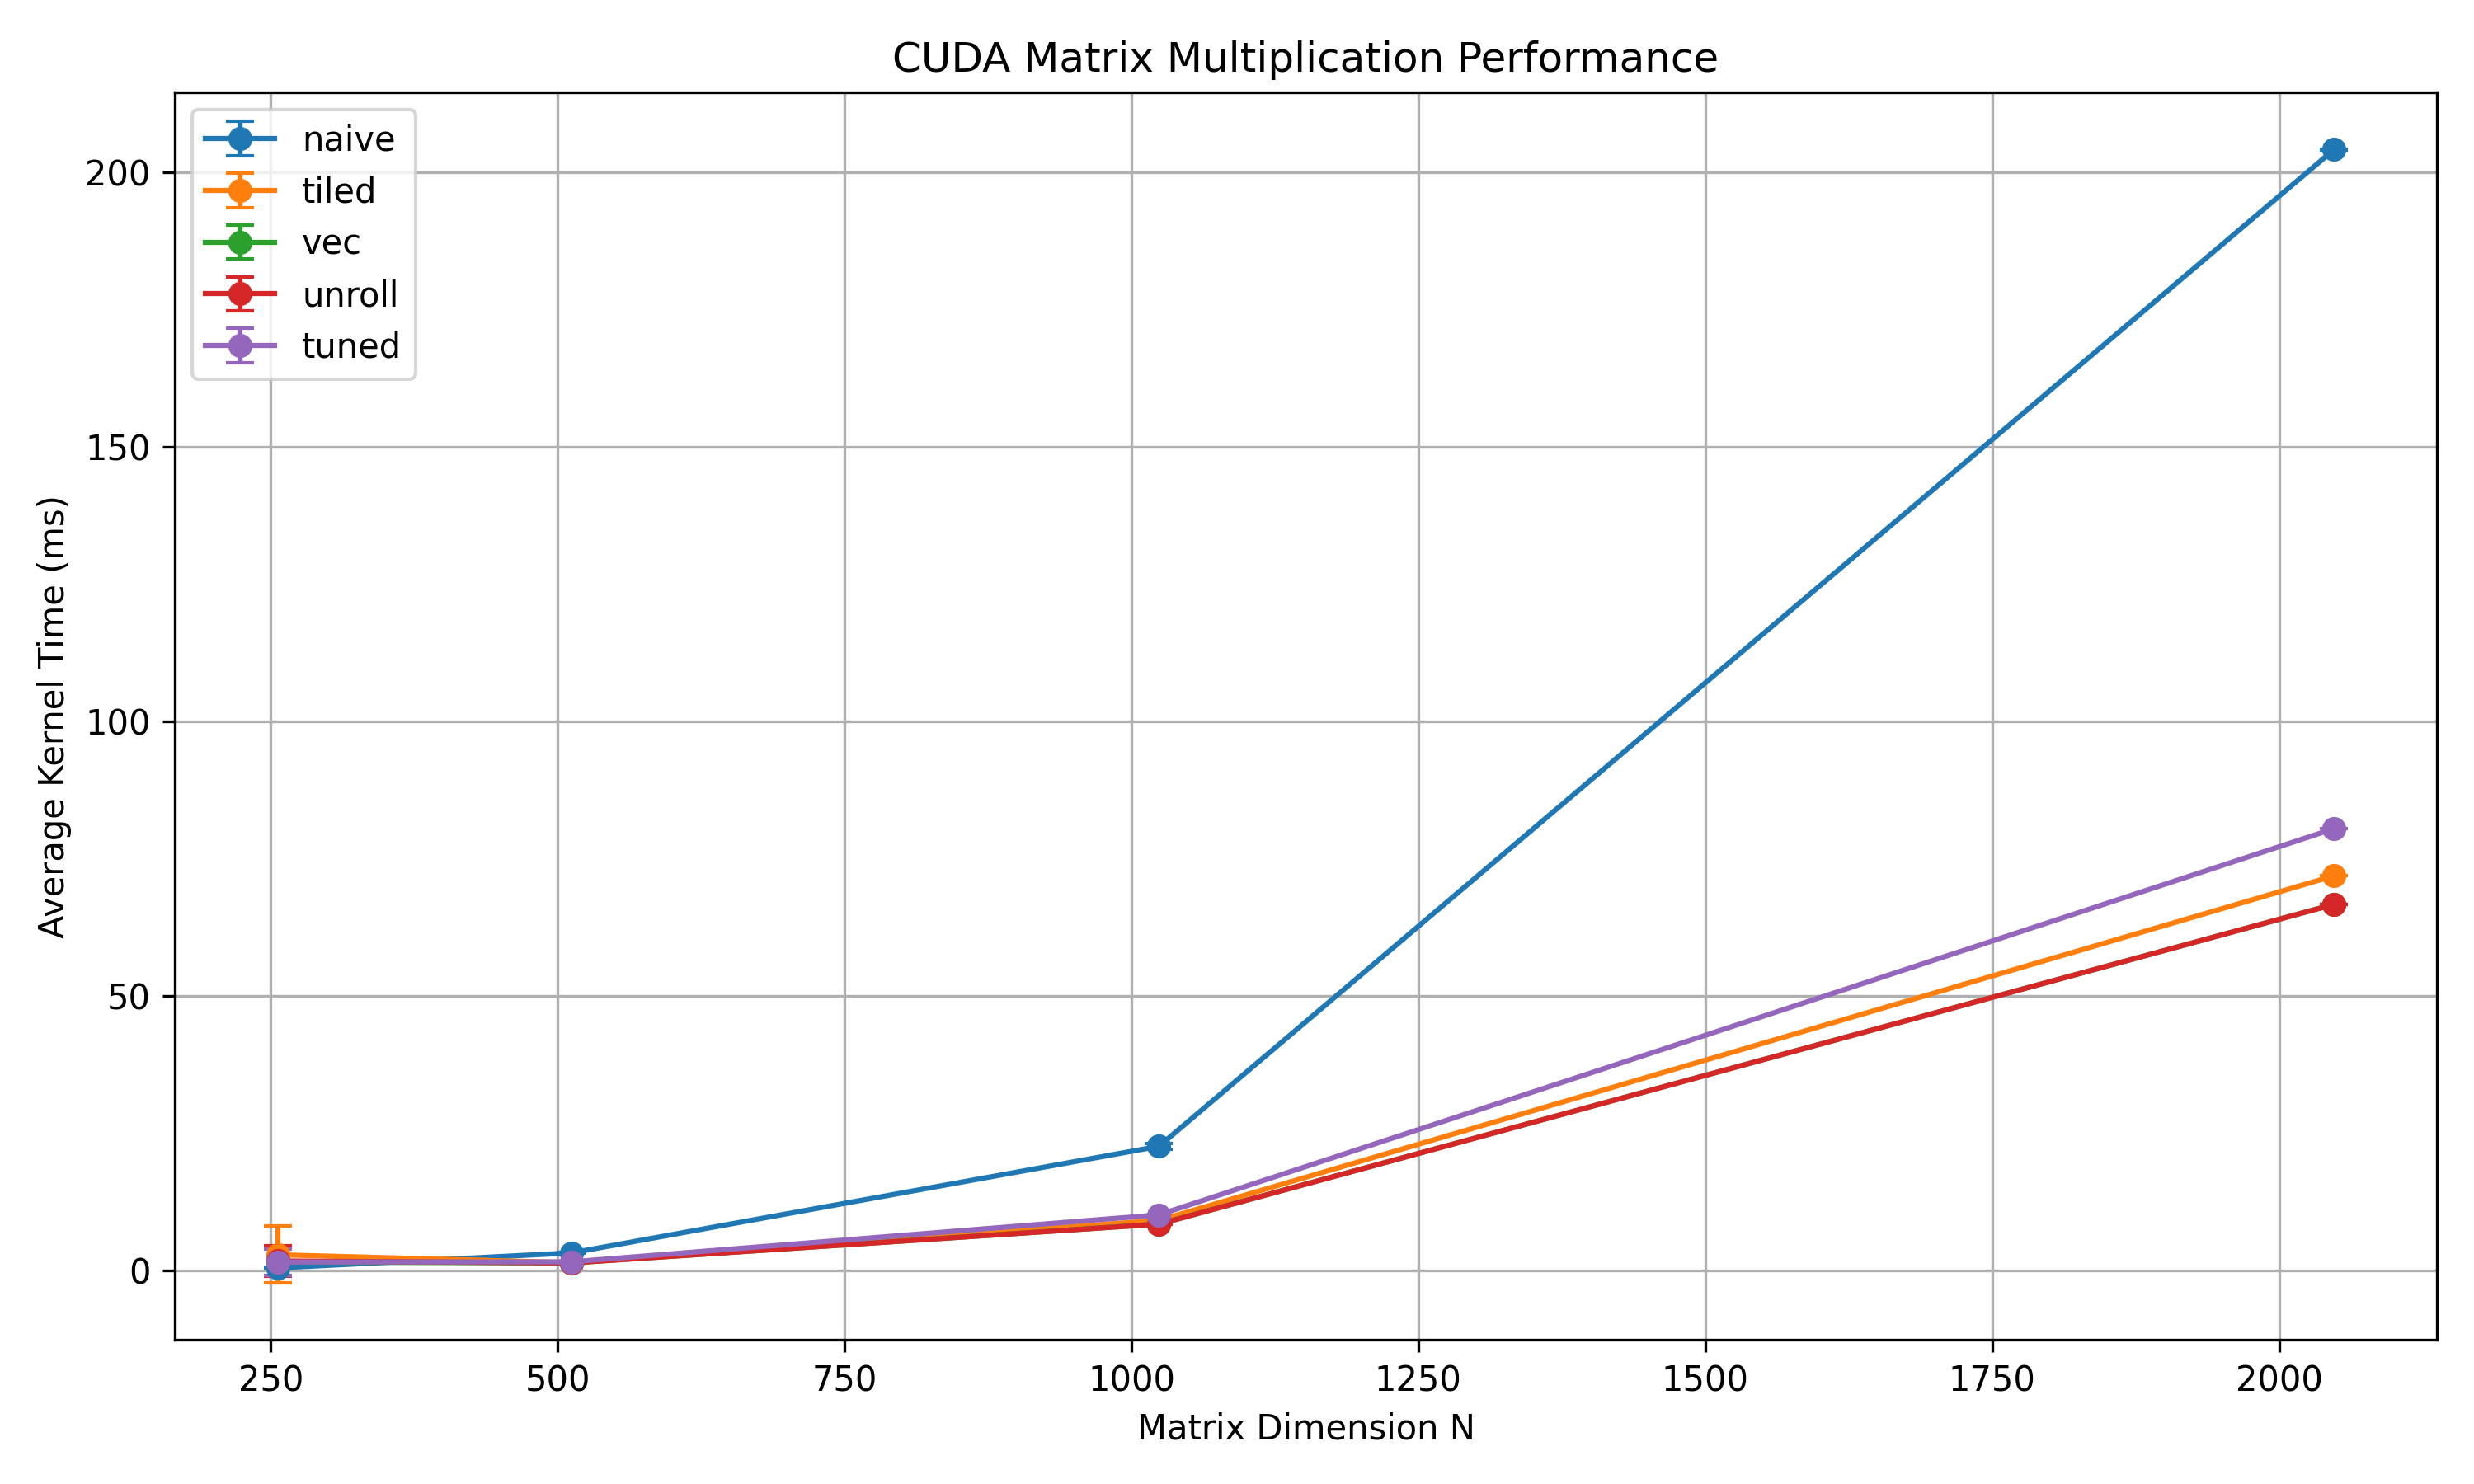 CUDA Matrix Multiplication Performance
naive
tiled
vec
unroll
tuned
Average Kernel Time (ms)
200
150
100
50
0
250 500 750 1000 1250 1500 1750 2000
Matrix Dimension N